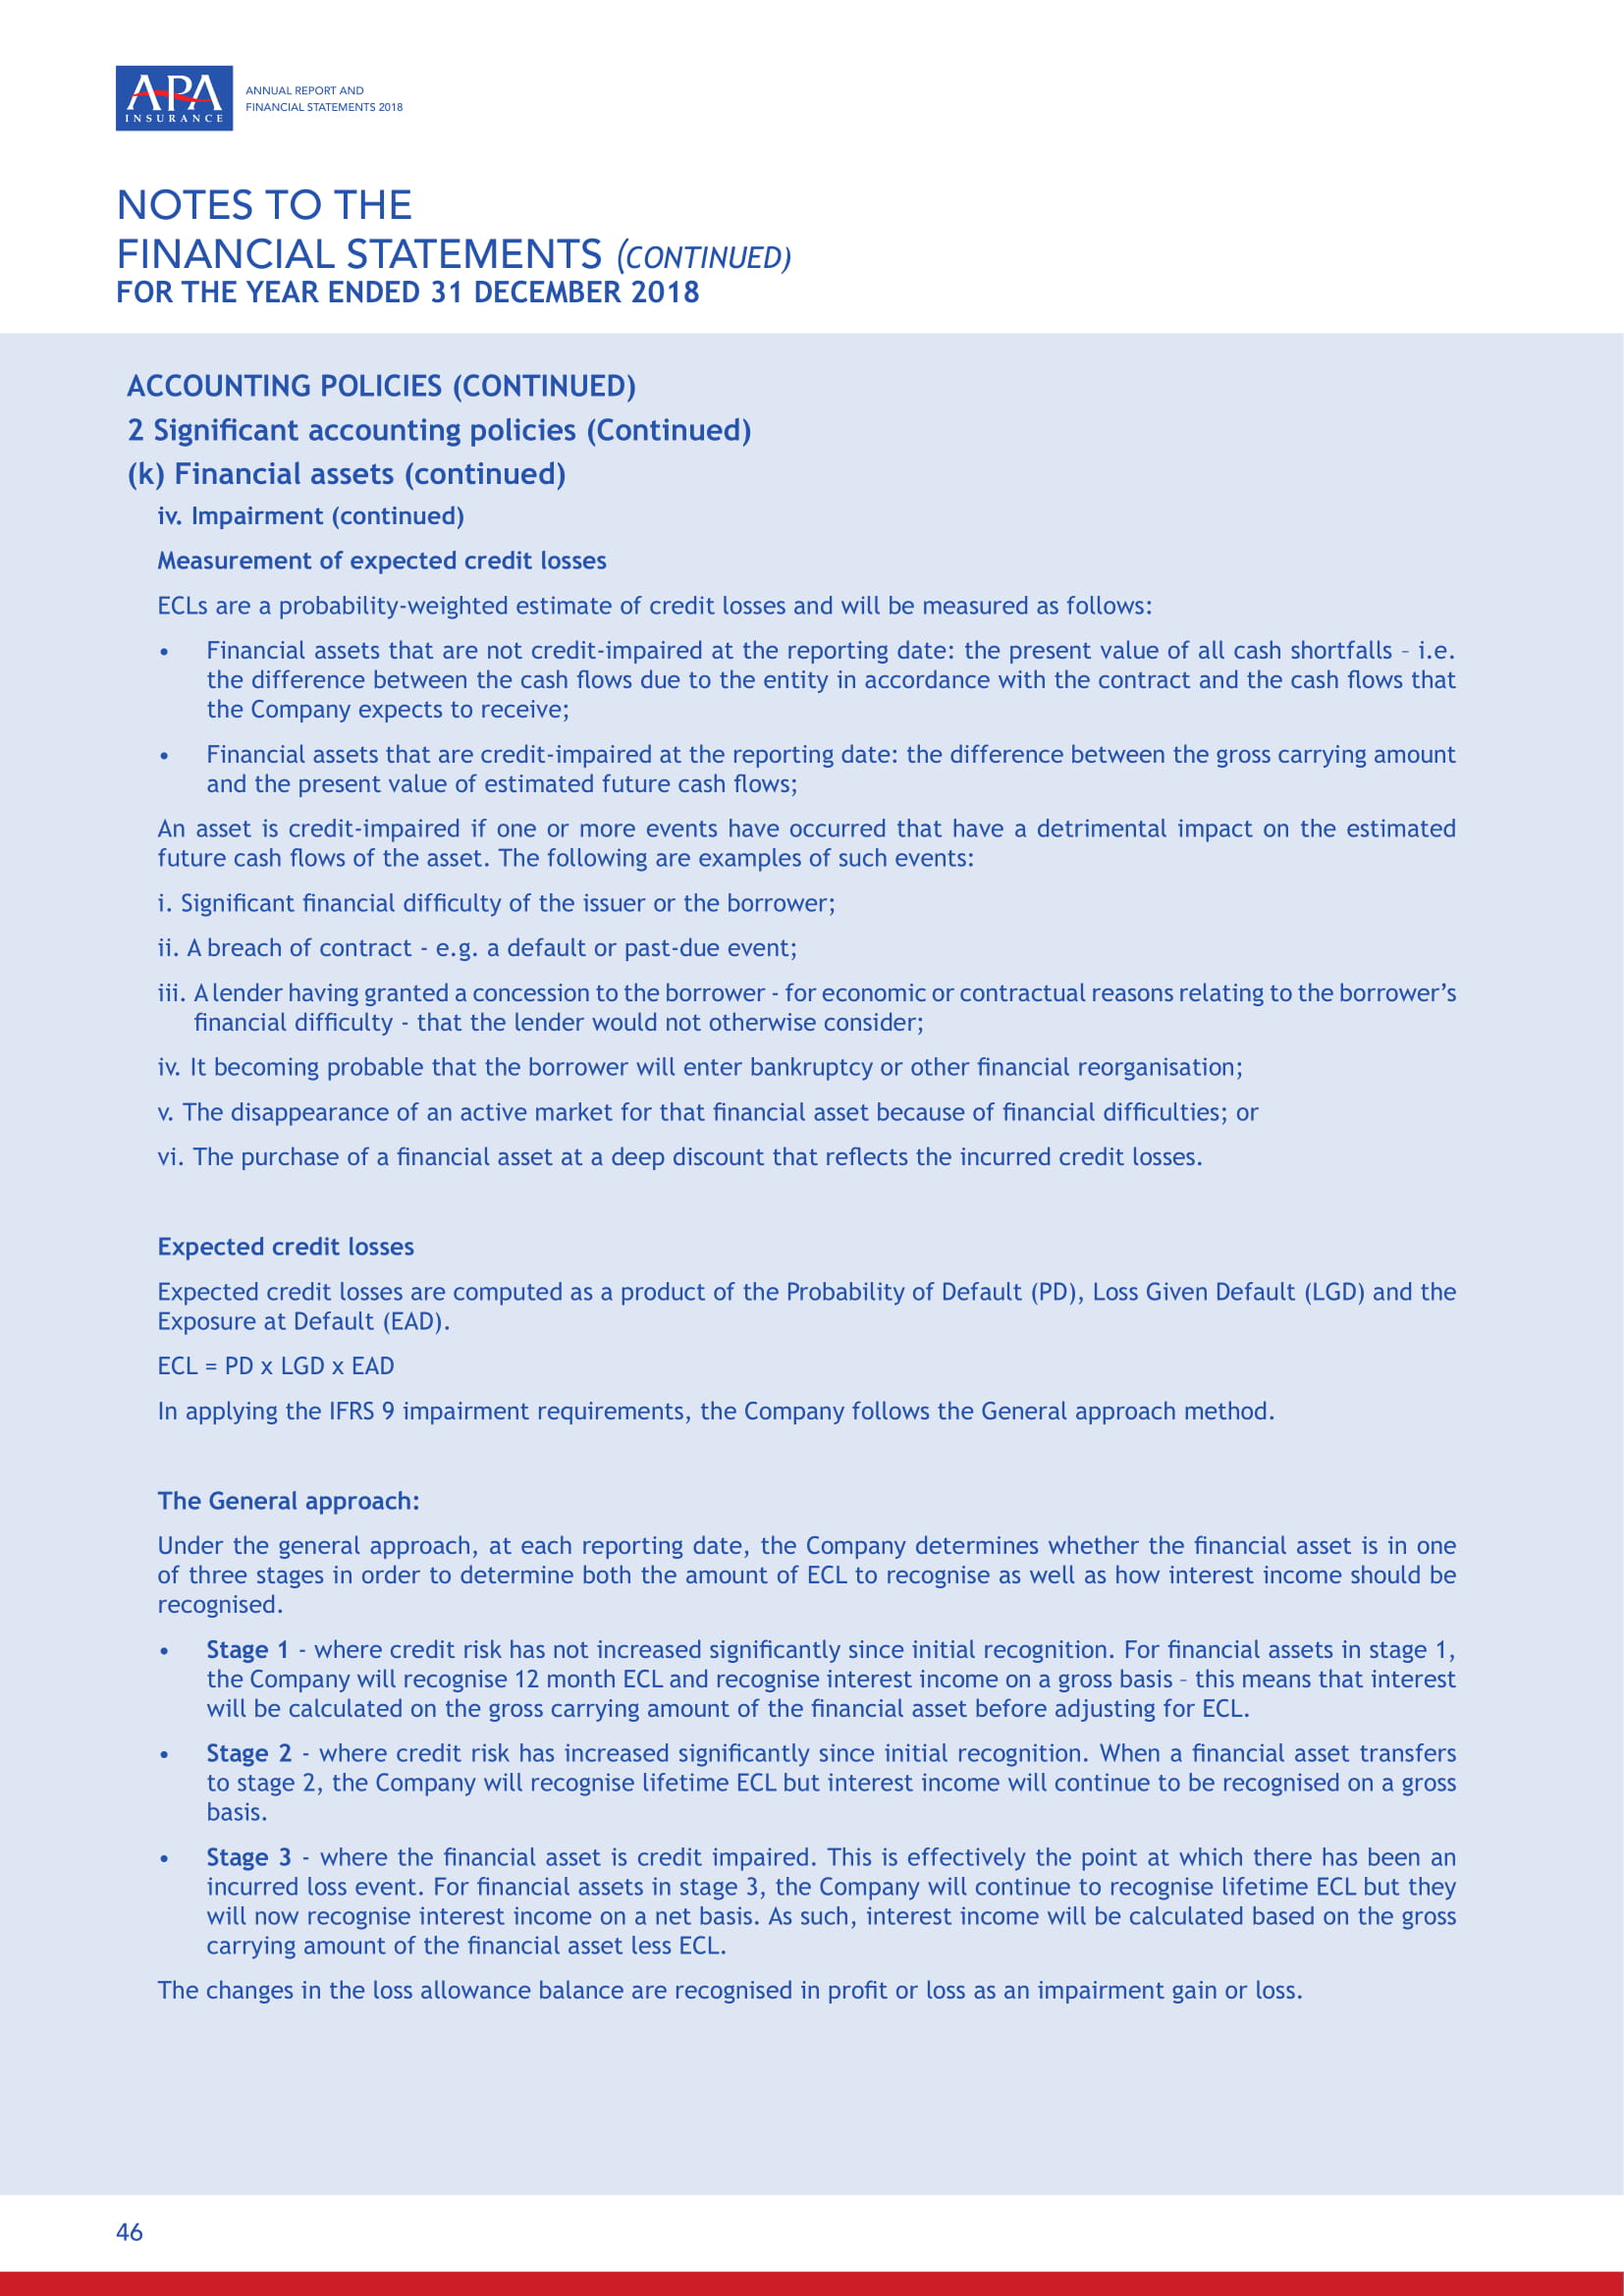 APA
INSURANCE
ANNUAL REPORT AND
FINANCIAL STATEMENTS 2018
NOTES TO THE
FINANCIAL STATEMENTS (CONTINUED)
FOR THE YEAR ENDED 31 DECEMBER 2018
ACCOUNTING POLICIES (CONTINUED)
2 Significant accounting policies (Continued)
(k) Financial assets (continued)
iv. Impairment (continued)
Measurement of expected credit losses
ECLs are a probability-weighted estimate of credit losses and will be measured as follows:
• Financial assets that are not credit-impaired at the reporting date: the present value of all cash shortfalls – i.e.
the difference between the cash flows due to the entity in accordance with the contract and the cash flows that
the Company expects to receive;
• Financial assets that are credit-impaired at the reporting date: the difference between the gross carrying amount
and the present value of estimated future cash flows;
An asset is credit-impaired if one or more events have occurred that have a detrimental impact on the estimated
future cash flows of the asset. The following are examples of such events:
i. Significant financial difficulty of the issuer or the borrower;
ii. A breach of contract - e.g. a default or past-due event;
iii. A lender having granted a concession to the borrower - for economic or contractual reasons relating to the borrower’s
financial difficulty - that the lender would not otherwise consider;
iv. It becoming probable that the borrower will enter bankruptcy or other financial reorganisation;
v. The disappearance of an active market for that financial asset because of financial difficulties; or
vi. The purchase of a financial asset at a deep discount that reflects the incurred credit losses.
Expected credit losses
Expected credit losses are computed as a product of the Probability of Default (PD), Loss Given Default (LGD) and the
Exposure at Default (EAD).
ECL = PD x LGD x EAD
In applying the IFRS 9 impairment requirements, the Company follows the General approach method.
The General approach:
Under the general approach, at each reporting date, the Company determines whether the financial asset is in one
of three stages in order to determine both the amount of ECL to recognise as well as how interest income should be
recognised.
• Stage 1 - where credit risk has not increased significantly since initial recognition. For financial assets in stage 1,
the Company will recognise 12 month ECL and recognise interest income on a gross basis – this means that interest
will be calculated on the gross carrying amount of the financial asset before adjusting for ECL.
• Stage 2 - where credit risk has increased significantly since initial recognition. When a financial asset transfers
to stage 2, the Company will recognise lifetime ECL but interest income will continue to be recognised on a gross
basis.
• Stage 3 - where the financial asset is credit impaired. This is effectively the point at which there has been an
incurred loss event. For financial assets in stage 3, the Company will continue to recognise lifetime ECL but they
will now recognise interest income on a net basis. As such, interest income will be calculated based on the gross
carrying amount of the financial asset less ECL.
The changes in the loss allowance balance are recognised in profit or loss as an impairment gain or loss.
46